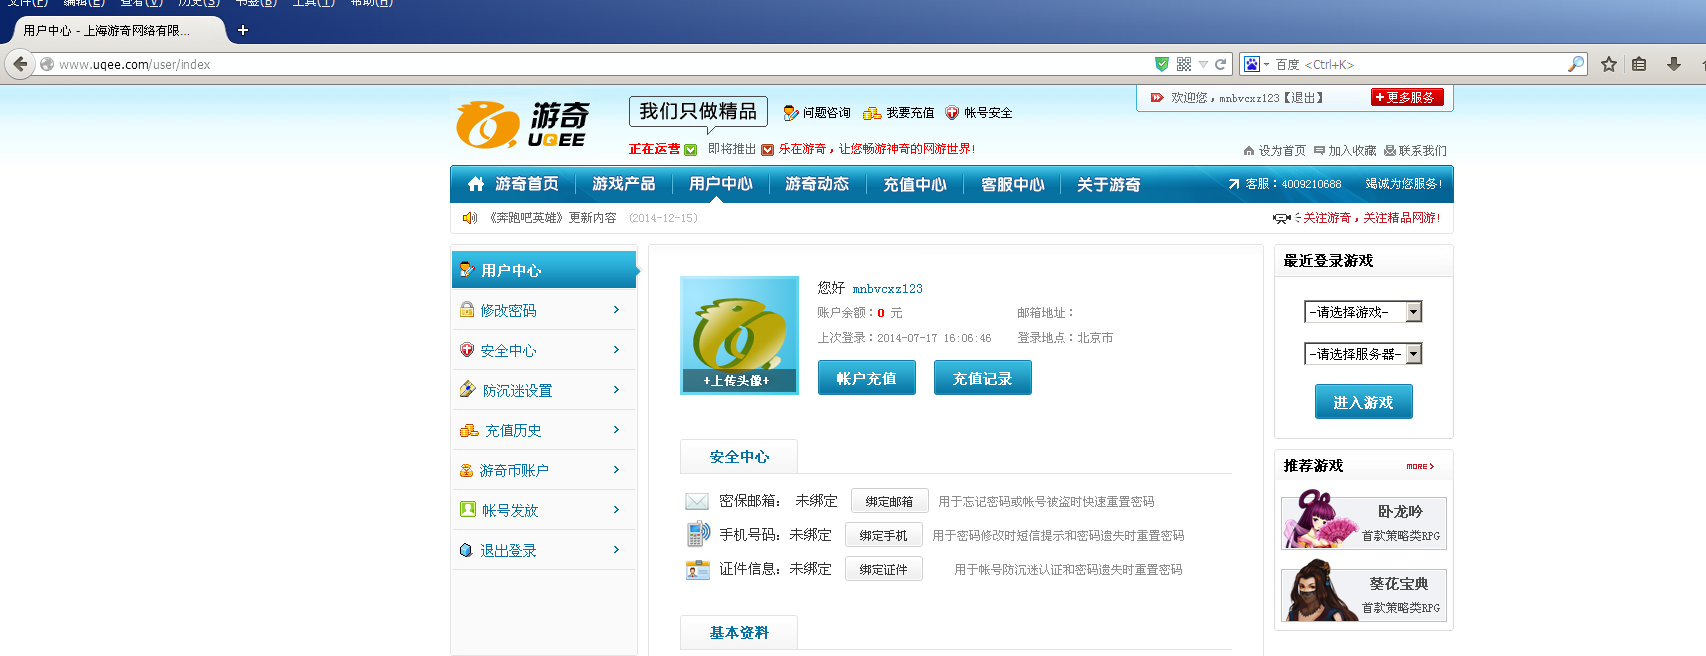 文件(F) 编辑(E) 查看(V) 历史(S) 书签(B) 工具(T) 帮助(H)
用户中心 - 上海游奇网络有限...
www.uqee.com/user/index
百度 <Ctrl+K>
欢迎您，mnbvcxz123【退出】 更多服务
游奇 UQEE
我们只做精品 问题咨询 我要充值 帐号安全
正在运营 即将推出 乐在游奇，让您畅游神奇的网游世界!
设为首页 加入收藏 联系我们
游奇首页 游戏产品 用户中心 游奇动态 充值中心 客服中心 关于游奇 客服：4009210688 竭诚为您服务!
《奔跑吧英雄》更新内容 (2014-12-15) 关注游奇，关注精品网游!
用户中心
修改密码
安全中心
防沉迷设置
充值历史
游奇币账户
帐号发放
退出登录
+上传头像+
您好 mnbvcxz123
账户余额：0 元 邮箱地址：
上次登录：2014-07-17 16:06:46 登录地点：北京市
帐户充值 充值记录
安全中心
密保邮箱： 未绑定 绑定邮箱 用于忘记密码或帐号被盗时快速重置密码
手机号码：未绑定 绑定手机 用于密码修改时短信提示和密码遗失时重置密码
证件信息：未绑定 绑定证件 用于帐号防沉迷认证和密码遗失时重置密码
基本资料
最近登录游戏
-请选择游戏-
-请选择服务器-
进入游戏
推荐游戏 MORE
卧龙吟
首款策略类RPG
葵花宝典
首款策略类RPG